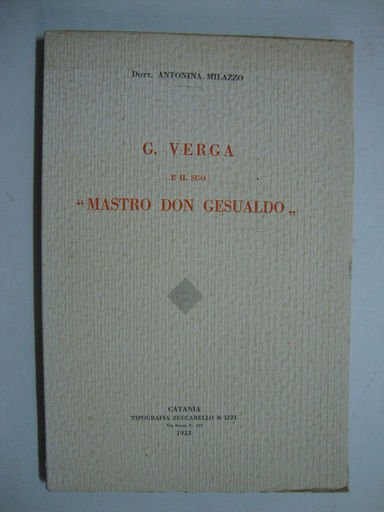 Dott. ANTONINA MILAZZO
G. VERGA
E IL SUO
“MASTRO DON GESUALDO„
CATANIA
TIPOGRAFIA ZUCCARELLO & IZZI
1933